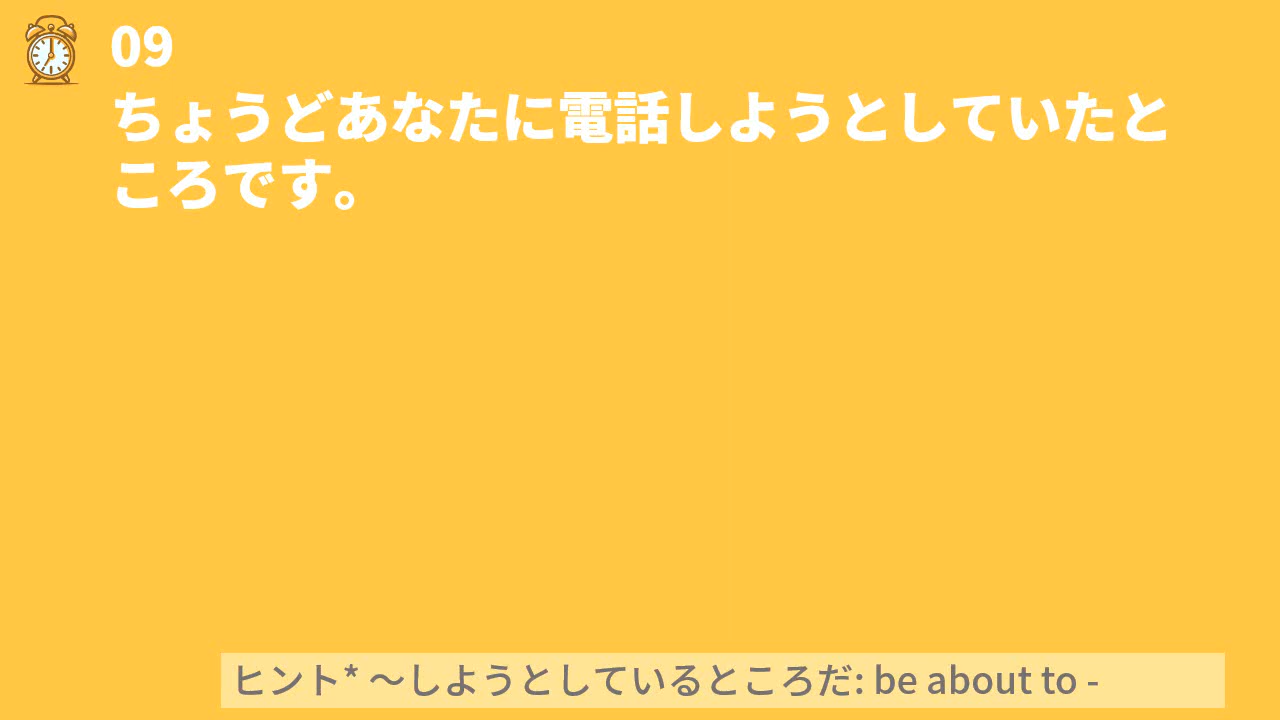 09
ちょうどあなたに電話しようとしていたと
ころです。
ヒント* 〜しようとしているところだ: be about to -